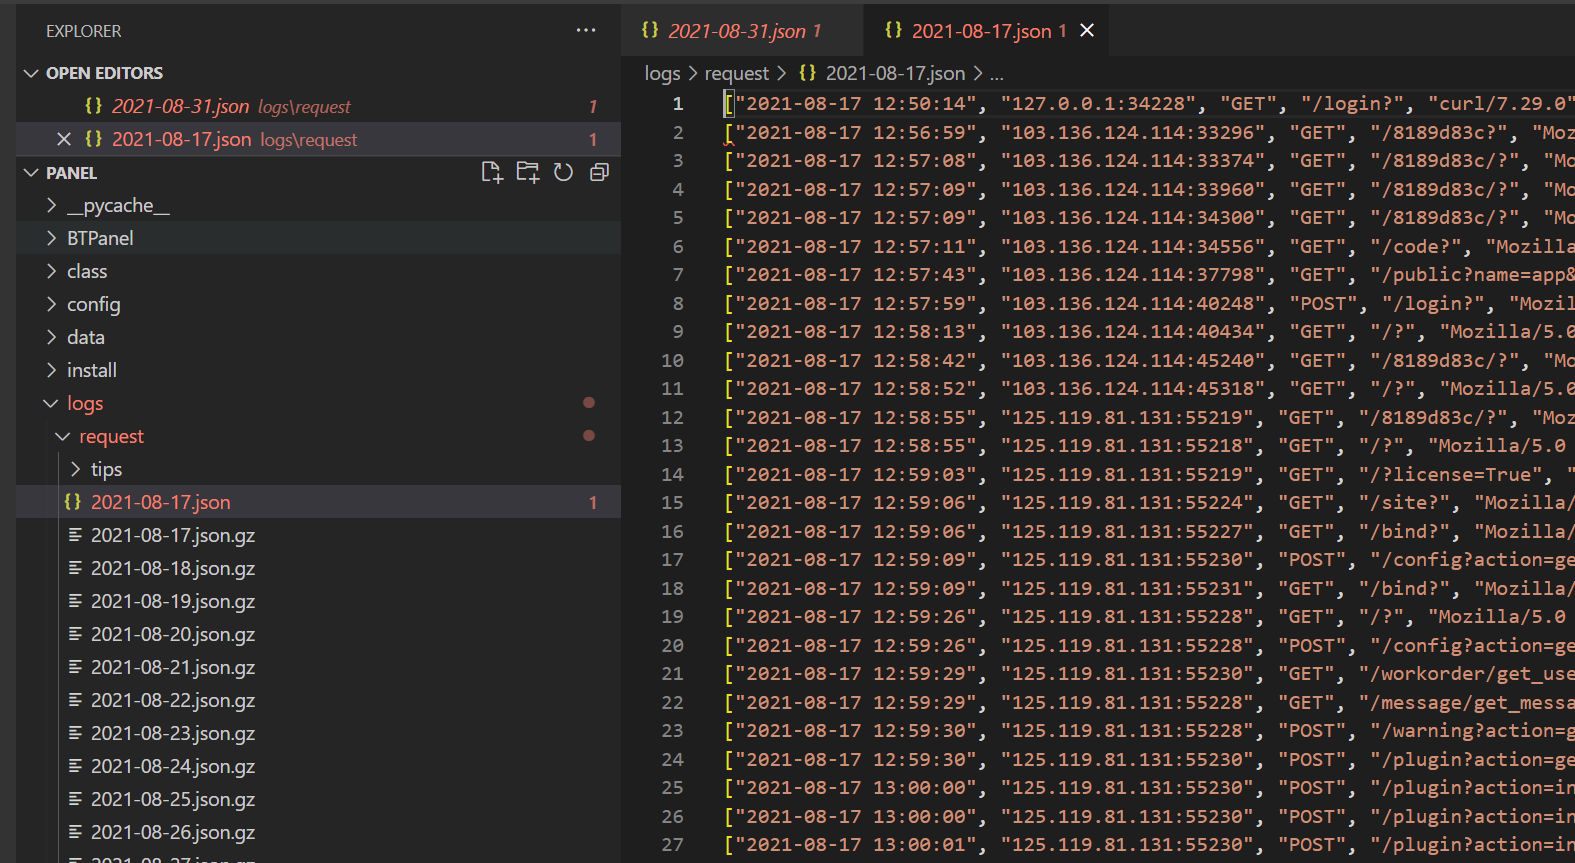 EXPLORER
OPEN EDITORS
2021-08-31.json logs\request 1
2021-08-17.json logs\request 1
PANEL
__pycache__
BTPanel
class
config
data
install
logs
request
tips
2021-08-17.json 1
2021-08-17.json.gz
2021-08-18.json.gz
2021-08-19.json.gz
2021-08-20.json.gz
2021-08-21.json.gz
2021-08-22.json.gz
2021-08-23.json.gz
2021-08-24.json.gz
2021-08-25.json.gz
2021-08-26.json.gz
2021-08-31.json 1
2021-08-17.json 1
logs > request > {} 2021-08-17.json > ...
1 ["2021-08-17 12:50:14", "127.0.0.1:34228", "GET", "/login?", "curl/7.29.0"
2 ["2021-08-17 12:56:59", "103.136.124.114:33296", "GET", "/8189d83c?", "Moz
3 ["2021-08-17 12:57:08", "103.136.124.114:33374", "GET", "/8189d83c/?", "Mo
4 ["2021-08-17 12:57:09", "103.136.124.114:33960", "GET", "/8189d83c/?", "Mo
5 ["2021-08-17 12:57:09", "103.136.124.114:34300", "GET", "/8189d83c/?", "Mo
6 ["2021-08-17 12:57:11", "103.136.124.114:34556", "GET", "/code?", "Mozilla
7 ["2021-08-17 12:57:43", "103.136.124.114:37798", "GET", "/public?name=app&
8 ["2021-08-17 12:57:59", "103.136.124.114:40248", "POST", "/login?", "Mozil
9 ["2021-08-17 12:58:13", "103.136.124.114:40434", "GET", "/?", "Mozilla/5.0
10 ["2021-08-17 12:58:42", "103.136.124.114:45240", "GET", "/8189d83c/?", "Mo
11 ["2021-08-17 12:58:52", "103.136.124.114:45318", "GET", "/?", "Mozilla/5.0
12 ["2021-08-17 12:58:55", "125.119.81.131:55219", "GET", "/8189d83c/?", "Moz
13 ["2021-08-17 12:58:55", "125.119.81.131:55218", "GET", "/?", "Mozilla/5.0
14 ["2021-08-17 12:59:03", "125.119.81.131:55219", "GET", "/?license=True", "
15 ["2021-08-17 12:59:06", "125.119.81.131:55224", "GET", "/site?", "Mozilla/
16 ["2021-08-17 12:59:06", "125.119.81.131:55227", "GET", "/bind?", "Mozilla/
17 ["2021-08-17 12:59:09", "125.119.81.131:55230", "POST", "/config?action=ge
18 ["2021-08-17 12:59:09", "125.119.81.131:55231", "GET", "/bind?", "Mozilla/
19 ["2021-08-17 12:59:26", "125.119.81.131:55228", "GET", "/?", "Mozilla/5.0
20 ["2021-08-17 12:59:26", "125.119.81.131:55228", "POST", "/config?action=ge
21 ["2021-08-17 12:59:29", "125.119.81.131:55230", "GET", "/workorder/get_use
22 ["2021-08-17 12:59:29", "125.119.81.131:55228", "GET", "/message/get_messa
23 ["2021-08-17 12:59:30", "125.119.81.131:55228", "POST", "/warning?action=g
24 ["2021-08-17 12:59:30", "125.119.81.131:55230", "POST", "/plugin?action=ge
25 ["2021-08-17 13:00:00", "125.119.81.131:55230", "POST", "/plugin?action=in
26 ["2021-08-17 13:00:00", "125.119.81.131:55230", "POST", "/plugin?action=in
27 ["2021-08-17 13:00:01", "125.119.81.131:55230", "POST", "/plugin?action=in